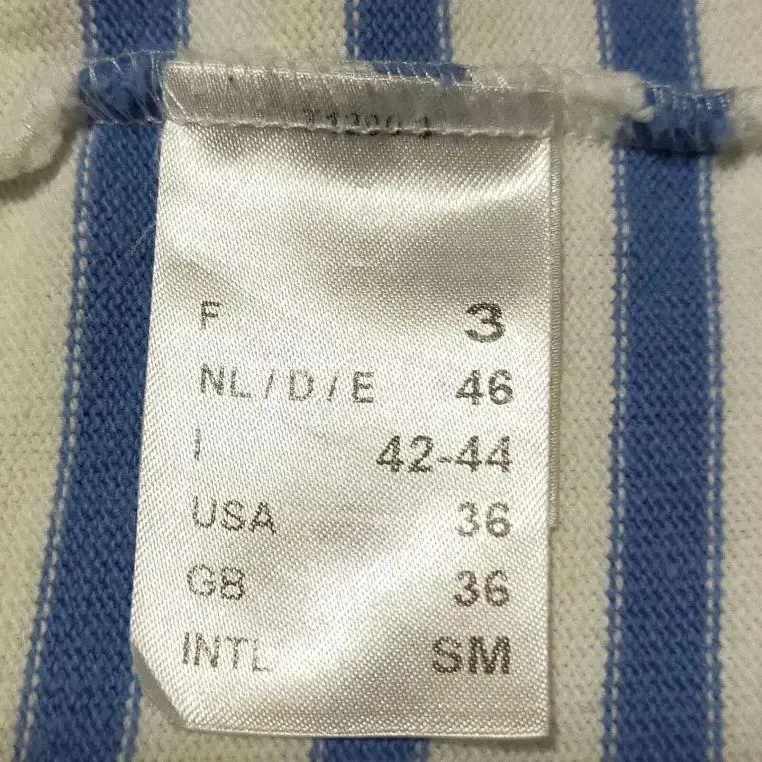 F 3
NL / D / E 46
I 42-44
USA 36
GB 36
INTL SM